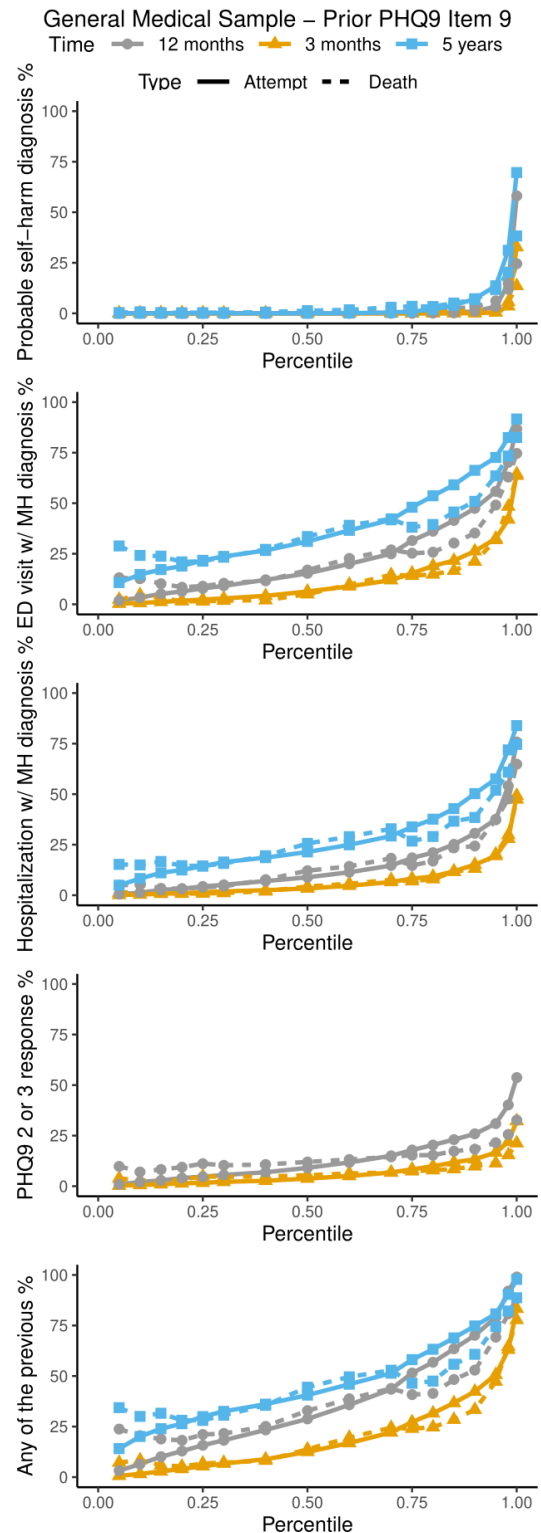 General Medical Sample − Prior PHQ9 Item 9
Time 12 months 3 months 5 years
Type Attempt Death
Probable self−harm diagnosis %
100
75
50
25
0
0.00 0.25 0.50 0.75 1.00
Percentile
ED visit w/ MH diagnosis %
100
75
50
25
0
0.00 0.25 0.50 0.75 1.00
Percentile
Hospitalization w/ MH diagnosis %
100
75
50
25
0
0.00 0.25 0.50 0.75 1.00
Percentile
PHQ9 2 or 3 response %
100
75
50
25
0
0.00 0.25 0.50 0.75 1.00
Percentile
Any of the previous %
100
75
50
25
0
0.00 0.25 0.50 0.75 1.00
Percentile